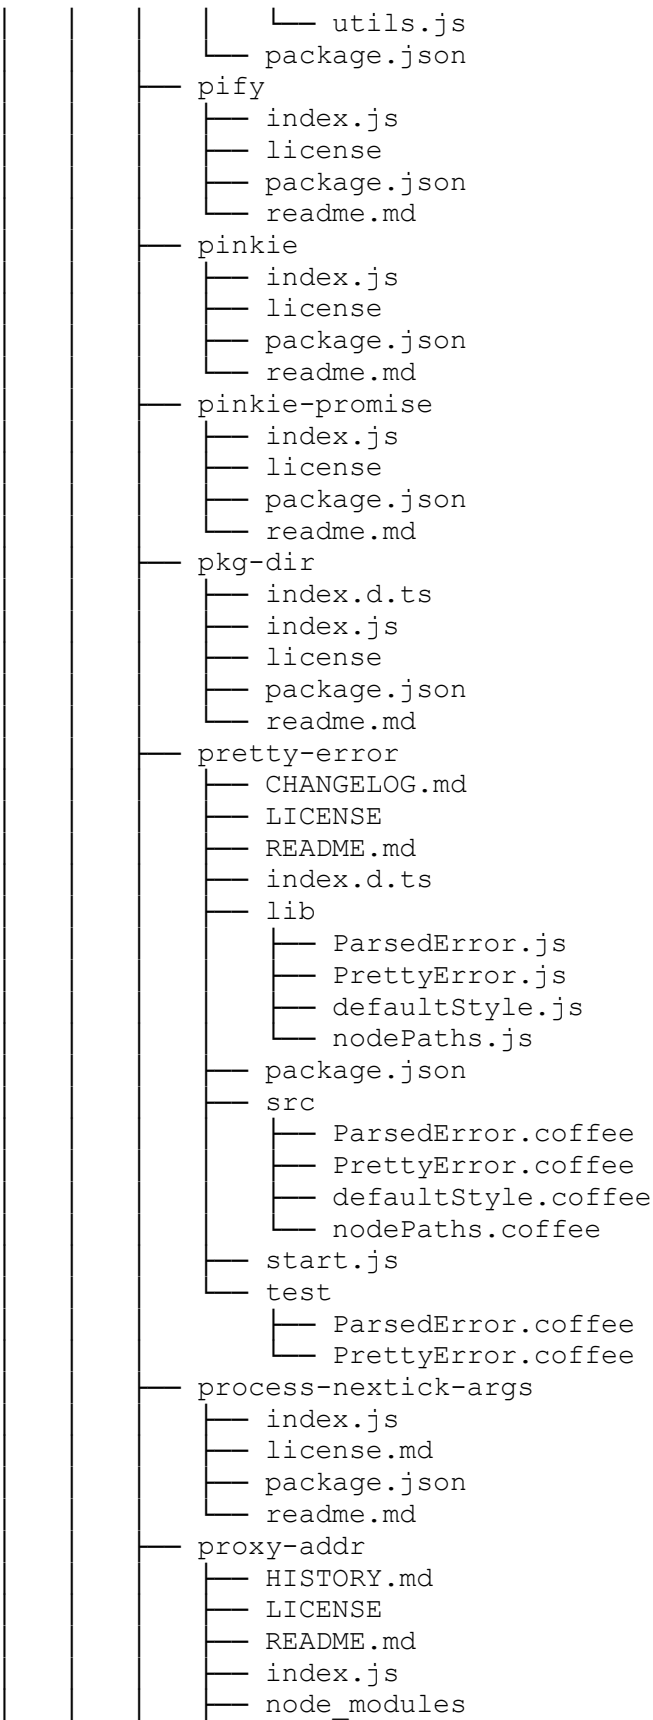 │   │   │   │   └── utils.js
│   │   │   └── package.json
│   │   ├── pify
│   │   │   ├── index.js
│   │   │   ├── license
│   │   │   ├── package.json
│   │   │   └── readme.md
│   │   ├── pinkie
│   │   │   ├── index.js
│   │   │   ├── license
│   │   │   ├── package.json
│   │   │   └── readme.md
│   │   ├── pinkie-promise
│   │   │   ├── index.js
│   │   │   ├── license
│   │   │   ├── package.json
│   │   │   └── readme.md
│   │   ├── pkg-dir
│   │   │   ├── index.d.ts
│   │   │   ├── index.js
│   │   │   ├── license
│   │   │   ├── package.json
│   │   │   └── readme.md
│   │   ├── pretty-error
│   │   │   ├── CHANGELOG.md
│   │   │   ├── LICENSE
│   │   │   ├── README.md
│   │   │   ├── index.d.ts
│   │   │   ├── lib
│   │   │   │   ├── ParsedError.js
│   │   │   │   ├── PrettyError.js
│   │   │   │   ├── defaultStyle.js
│   │   │   │   └── nodePaths.js
│   │   │   ├── package.json
│   │   │   ├── src
│   │   │   │   ├── ParsedError.coffee
│   │   │   │   ├── PrettyError.coffee
│   │   │   │   ├── defaultStyle.coffee
│   │   │   │   └── nodePaths.coffee
│   │   │   ├── start.js
│   │   │   └── test
│   │   │       ├── ParsedError.coffee
│   │   │       └── PrettyError.coffee
│   │   ├── process-nextick-args
│   │   │   ├── index.js
│   │   │   ├── license.md
│   │   │   ├── package.json
│   │   │   └── readme.md
│   │   ├── proxy-addr
│   │   │   ├── HISTORY.md
│   │   │   ├── LICENSE
│   │   │   ├── README.md
│   │   │   ├── index.js
│   │   │   ├── node_modules